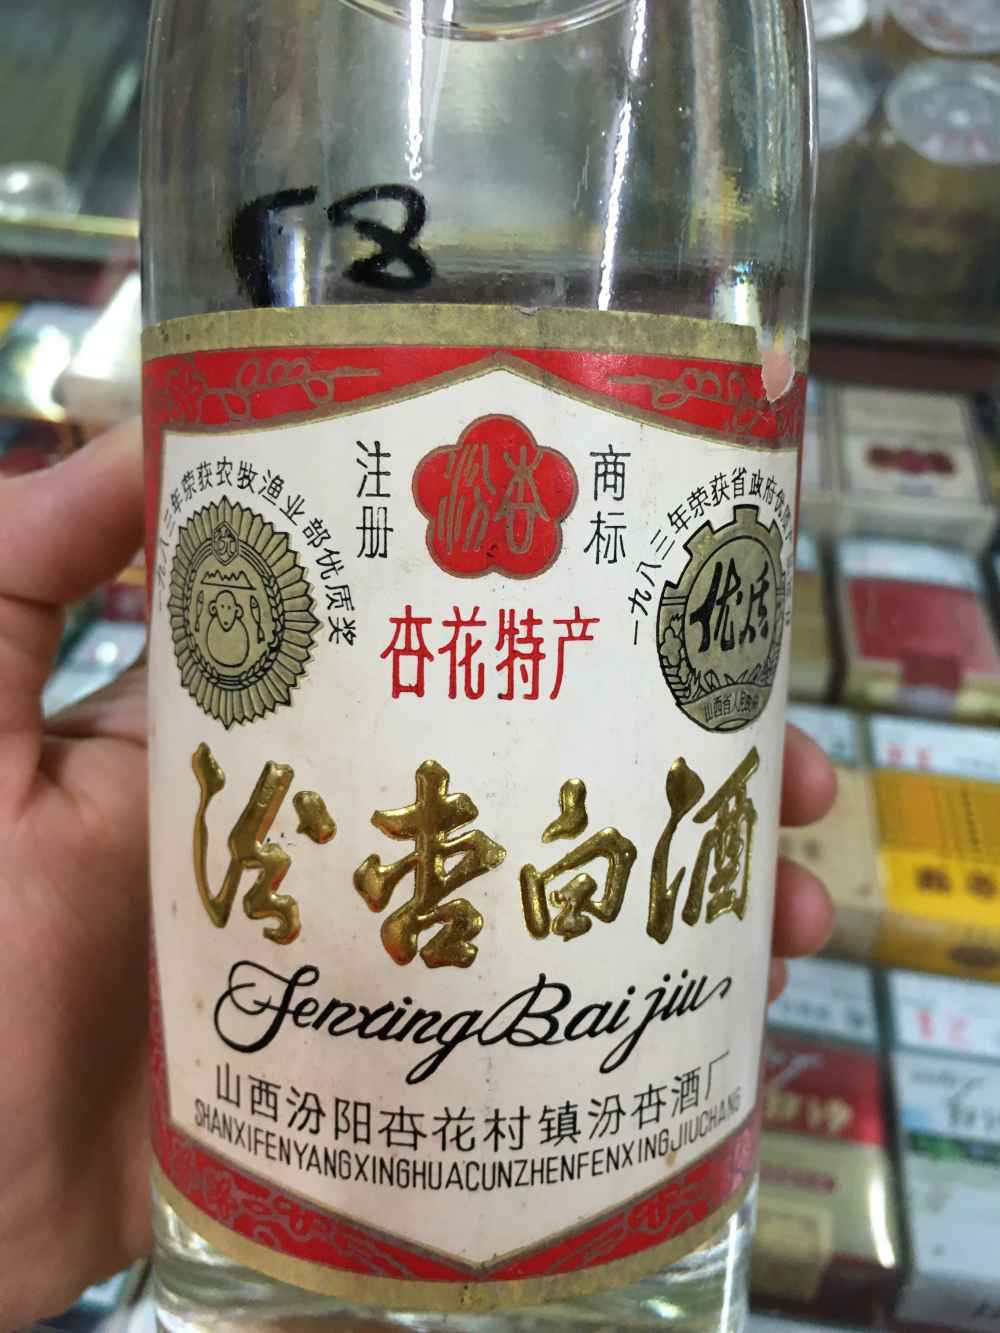 58
注册
汾杏
商标
一九八三年荣获农牧渔业部优质奖
一九八三年荣获省政府优
优质
山西省人民政府
杏花特产
汾杏白酒
Fenxing Baijiu
山西汾阳杏花村镇汾杏酒厂
SHANXIFENYANGXINGHUACUNZHENFENXINGJIUCHANG